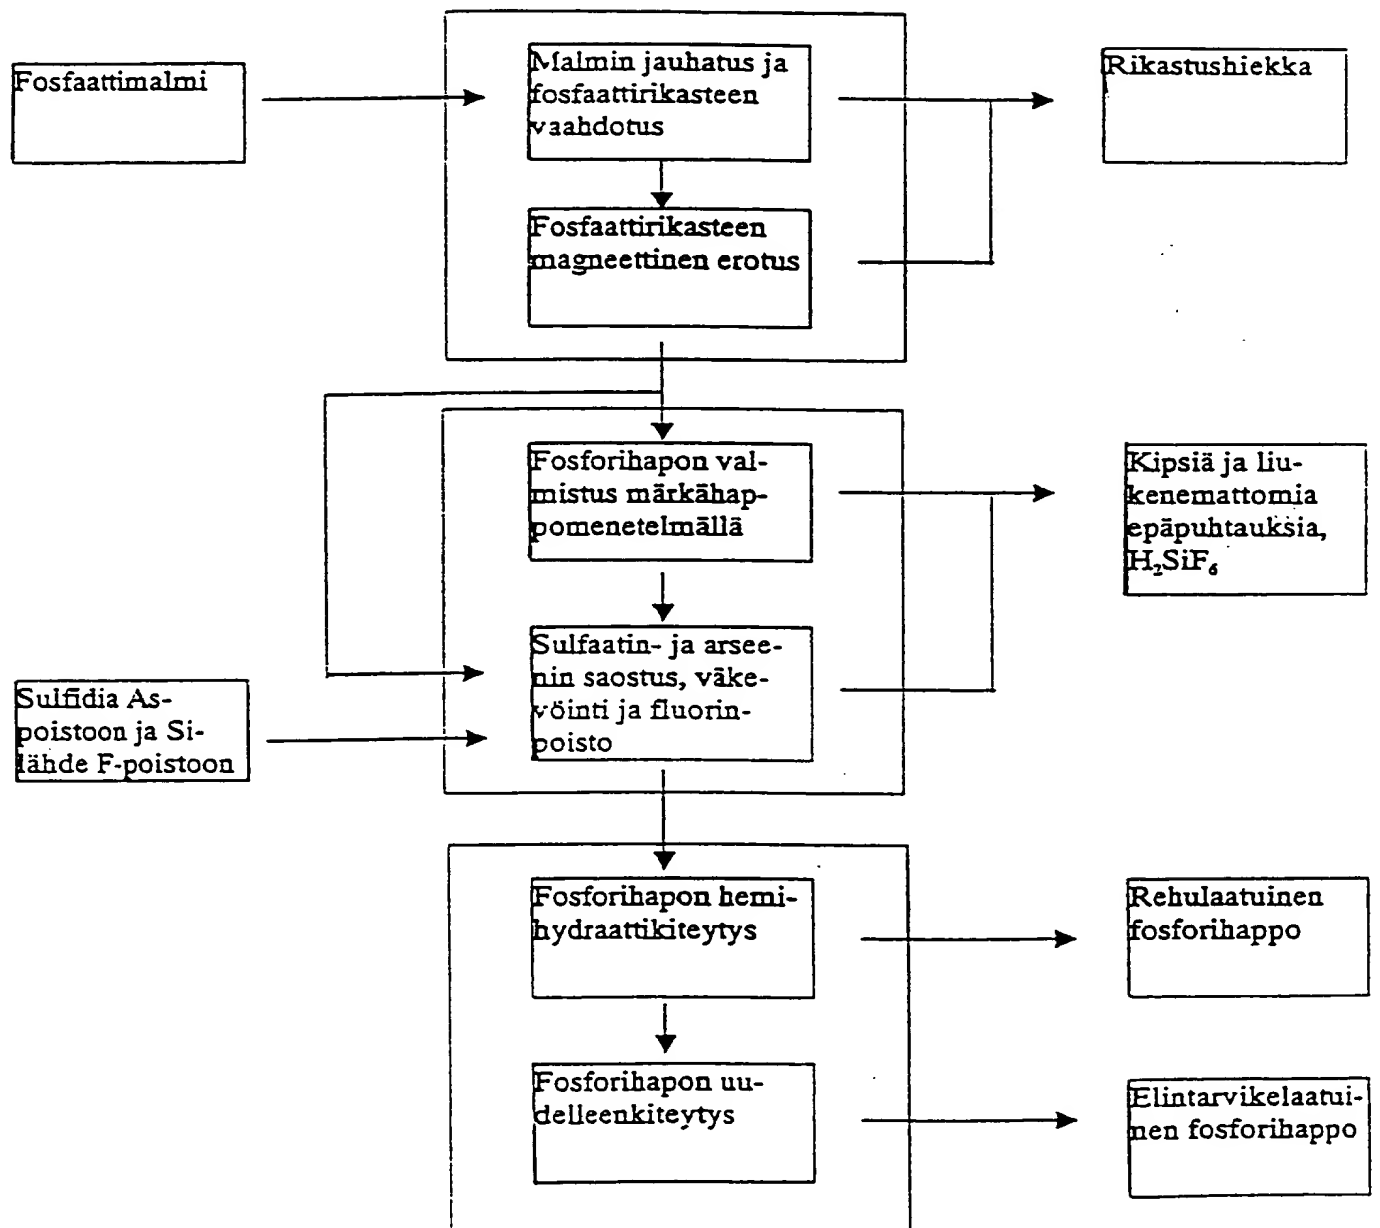 Fosfaattimalmi
Malmin jauhatus ja
fosfaattirikasteen
vaahdotus
Rikastushiekka
Fosfaattirikasteen
magneettinen erotus
Fosforihapon val-
mistus märkähap-
pomenetelmällä
Kipsiä ja liu-
kenemattomia
epäpuhtauksia,
H₂SiF₆
Sulfaatin- ja arsee-
nin saostus, väke-
vöinti ja fluorin-
poisto
Sulfidia As-
poistoon ja Si-
lähde F-poistoon
Fosforihapon hemi-
hydraattikiteytys
Rehulaatuinen
fosforihappo
Fosforihapon uu-
delleenkiteytys
Elintarvikelaatui-
nen fosforihappo